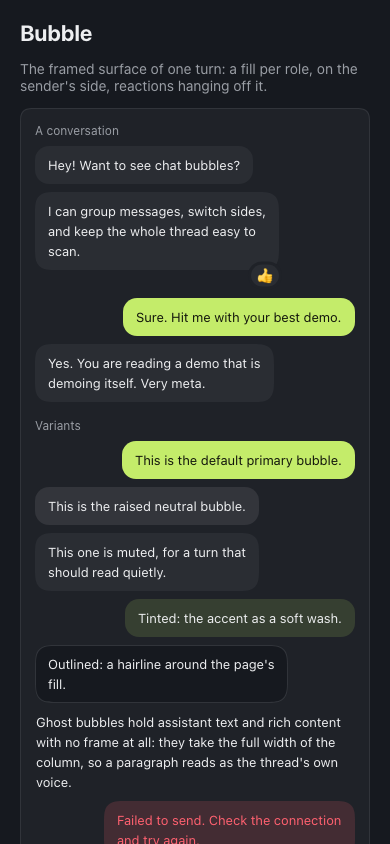 Bubble
The framed surface of one turn: a fill per role, on the
sender's side, reactions hanging off it.
A conversation
Hey! Want to see chat bubbles?
I can group messages, switch sides,
and keep the whole thread easy to
scan.
Sure. Hit me with your best demo.
Yes. You are reading a demo that is
demoing itself. Very meta.
Variants
This is the default primary bubble.
This is the raised neutral bubble.
This one is muted, for a turn that
should read quietly.
Tinted: the accent as a soft wash.
Outlined: a hairline around the page's
fill.
Ghost bubbles hold assistant text and rich content
with no frame at all: they take the full width of the
column, so a paragraph reads as the thread's own
voice.
Failed to send. Check the connection
and try again.